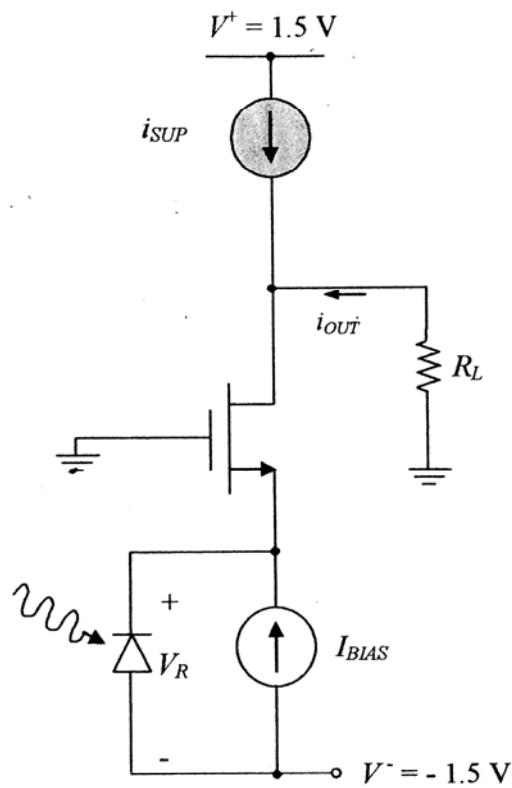 V⁺ = 1.5 V
i_SUP
i_OUT
R_L
+
V_R
I_BIAS
-
V⁻ = - 1.5 V